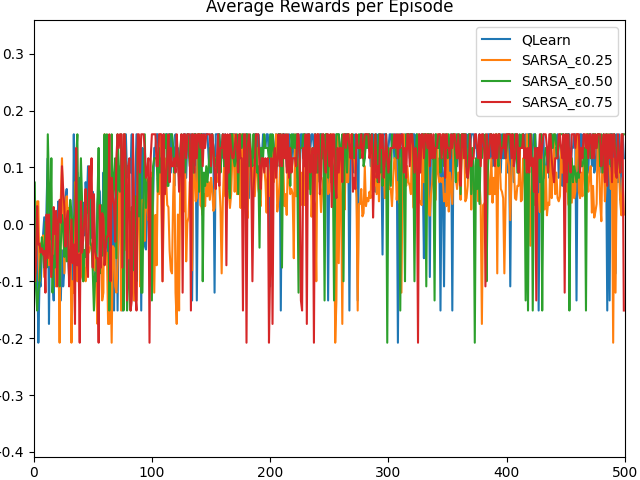 Average Rewards per Episode
QLearn
SARSA_ε0.25
SARSA_ε0.50
SARSA_ε0.75
0.3
0.2
0.1
0.0
-0.1
-0.2
-0.3
-0.4
0 100 200 300 400 500